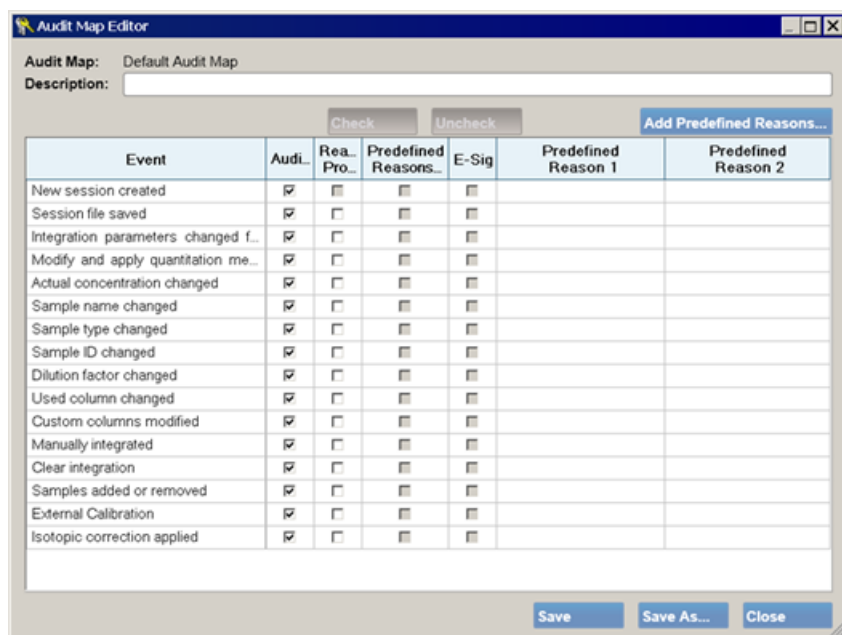 Audit Map Editor
Audit Map: Default Audit Map
Description:
Check Uncheck Add Predefined Reasons...
Event Audi... Rea... Pro... Predefined Reasons... E-Sig Predefined Reason 1 Predefined Reason 2
New session created
Session file saved
Integration parameters changed f...
Modify and apply quantitation me...
Actual concentration changed
Sample name changed
Sample type changed
Sample ID changed
Dilution factor changed
Used column changed
Custom columns modified
Manually integrated
Clear integration
Samples added or removed
External Calibration
Isotopic correction applied
Save Save As... Close